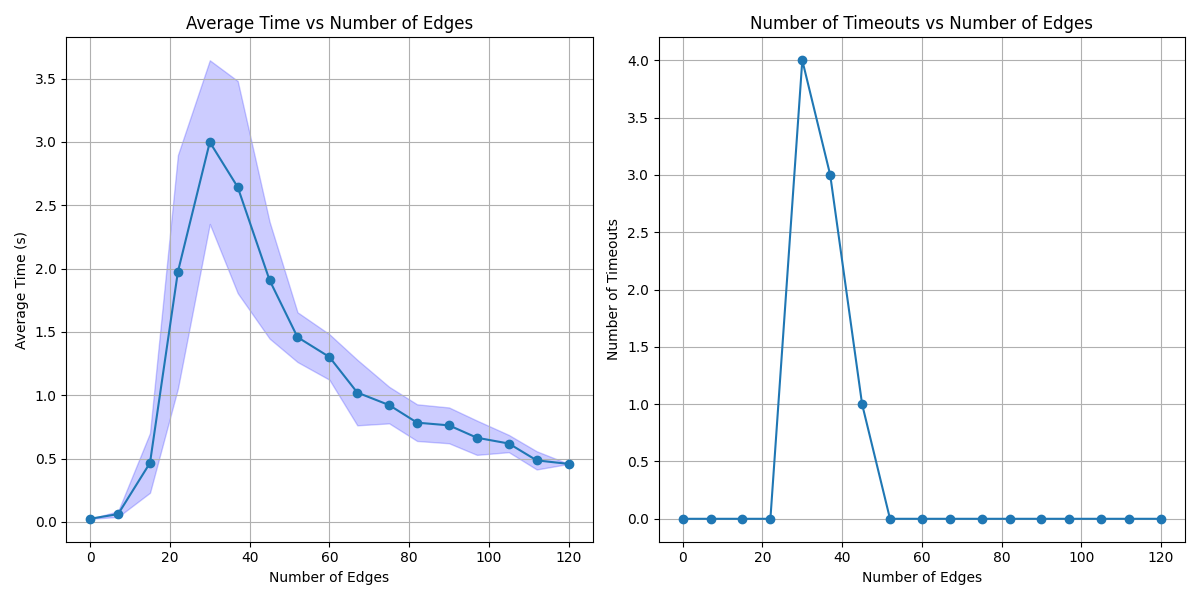 Average Time vs Number of Edges
Average Time (s)
3.5
3.0
2.5
2.0
1.5
1.0
0.5
0.0
0 20 40 60 80 100 120
Number of Edges
Number of Timeouts vs Number of Edges
Number of Timeouts
4.0
3.5
3.0
2.5
2.0
1.5
1.0
0.5
0.0
0 20 40 60 80 100 120
Number of Edges